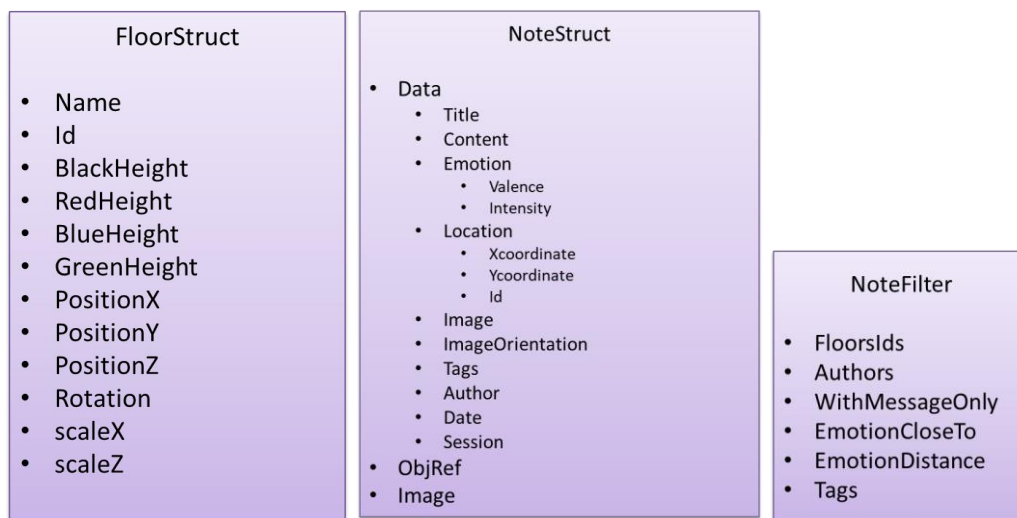 FloorStruct
• Name
• Id
• BlackHeight
• RedHeight
• BlueHeight
• GreenHeight
• PositionX
• PositionY
• PositionZ
• Rotation
• scaleX
• scaleZ
NoteStruct
• Data
• Title
• Content
• Emotion
• Valence
• Intensity
• Location
• Xcoordinate
• Ycoordinate
• Id
• Image
• ImageOrientation
• Tags
• Author
• Date
• Session
• ObjRef
• Image
NoteFilter
• FloorsIds
• Authors
• WithMessageOnly
• EmotionCloseTo
• EmotionDistance
• Tags